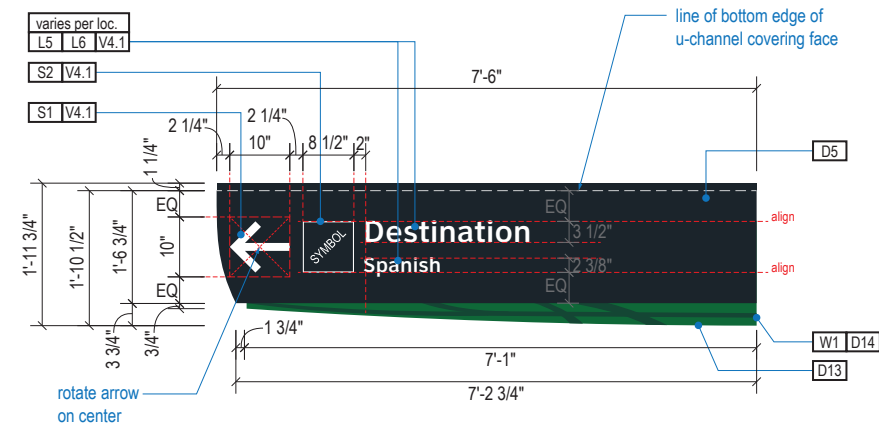 varies per loc.
L5 L6 V4.1
S2 V4.1
S1 V4.1
line of bottom edge of
u-channel covering face
7'-6"
2 1/4"
10"
2 1/4"
8 1/2"
2"
D5
1 1/4"
EQ
10"
EQ
1'-11 3/4"
1'-10 1/2"
1'-6 3/4"
3 3/4"
3/4"
SYMBOL
Destination
Spanish
EQ
3 1/2"
2 3/8"
EQ
align
align
W1 D14
D13
1 3/4"
7'-1"
7'-2 3/4"
rotate arrow
on center